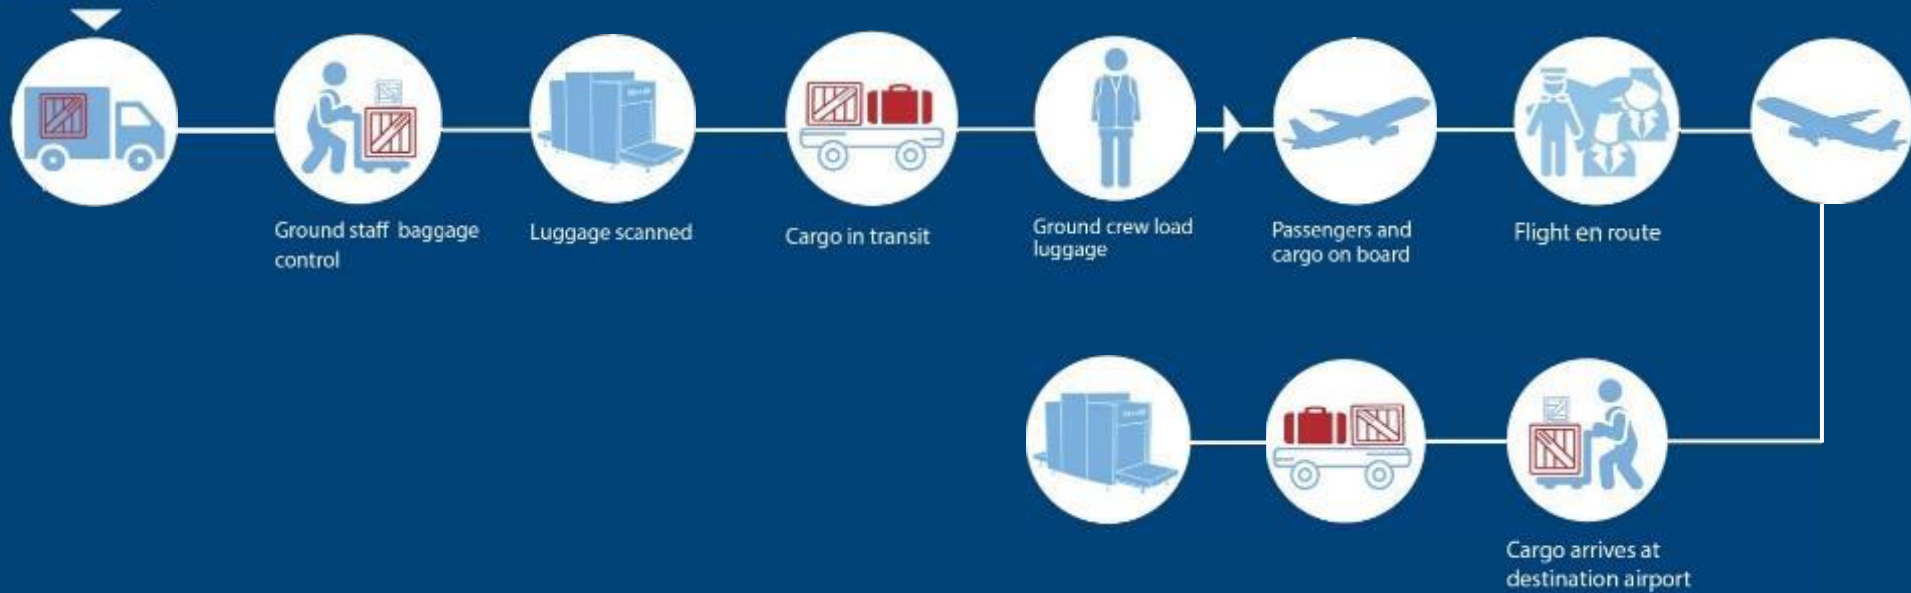 Ground staff baggage
control
Luggage scanned
Cargo in transit
Ground crew load
luggage
Passengers and
cargo on board
Flight en route
Cargo arrives at
destination airport